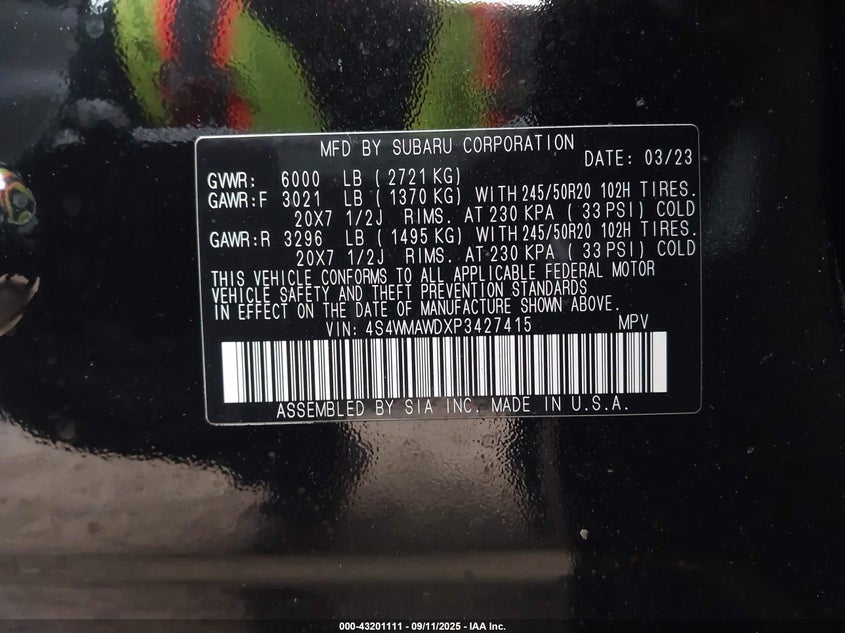 MFD BY SUBARU CORPORATION
DATE: 03/23
GVWR: 6000 LB ( 2721 KG)
GAWR: F 3021 LB ( 1370 KG) WITH 245/50R20 102H TIRES.
20X7 1/2J RIMS. AT 230 KPA ( 33 PSI) COLD
GAWR: R 3296 LB ( 1495 KG) WITH 245/50R20 102H TIRES.
20X7 1/2J RIMS. AT 230 KPA ( 33 PSI) COLD
THIS VEHICLE CONFORMS TO ALL APPLICABLE FEDERAL MOTOR
VEHICLE SAFETY AND THEFT PREVENTION STANDARDS
IN EFFECT ON THE DATE OF MANUFACTURE SHOWN ABOVE.
VIN: 4S4WMAWDXP3427415 MPV
ASSEMBLED BY SIA INC. MADE IN U.S.A.
000-43201111 - 09/11/2025 - IAA Inc.